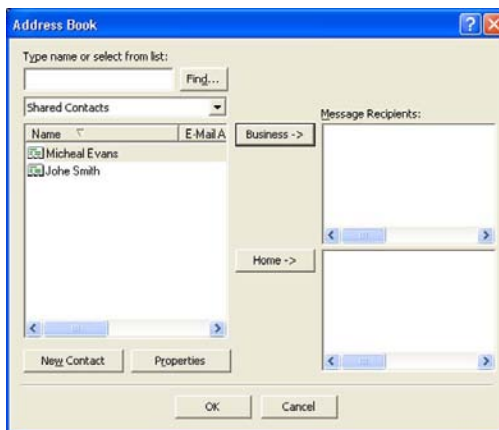 Address Book
Type name or select from list:
Find...
Shared Contacts
Name E-Mail A
Micheal Evans
Johe Smith
Business ->
Message Recipients:
Home ->
New Contact Properties
OK Cancel